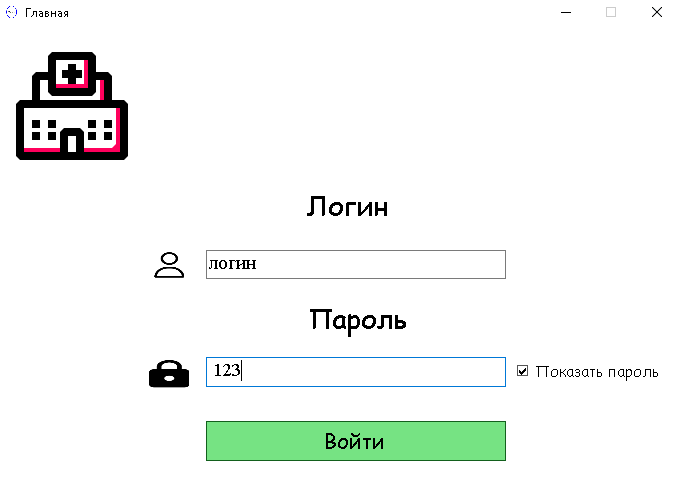 Главная
Логин
логин
Пароль
123
Показать пароль
Войти